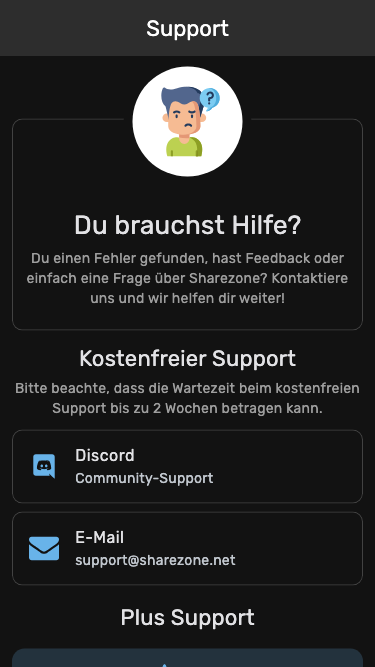 Support
?
Du brauchst Hilfe?
Du einen Fehler gefunden, hast Feedback oder
einfach eine Frage über Sharezone? Kontaktiere
uns und wir helfen dir weiter!
Kostenfreier Support
Bitte beachte, dass die Wartezeit beim kostenfreien
Support bis zu 2 Wochen betragen kann.
Discord
Community-Support
E-Mail
support@sharezone.net
Plus Support